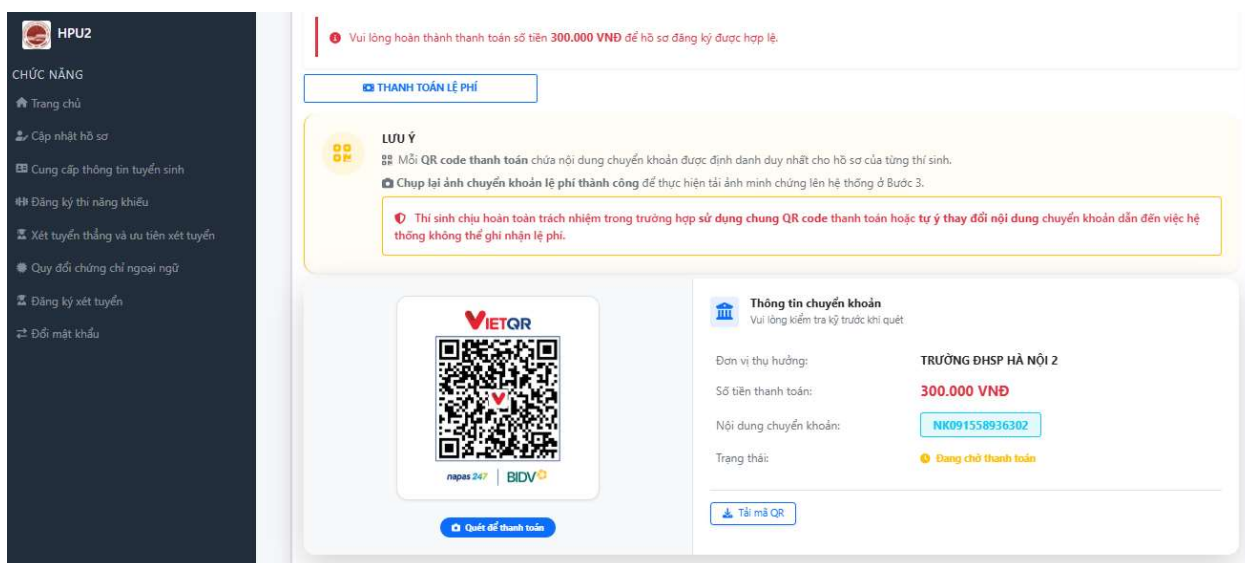 HPU2
CHỨC NĂNG
Trang chủ
Cập nhật hồ sơ
Cung cấp thông tin tuyển sinh
Đăng ký thi năng khiếu
Xét tuyển thẳng và ưu tiên xét tuyển
Quy đổi chứng chỉ ngoại ngữ
Đăng ký xét tuyển
Đổi mật khẩu
Vui lòng hoàn thành thanh toán số tiền 300.000 VNĐ để hồ sơ đăng ký được hợp lệ.
THANH TOÁN LỆ PHÍ
LƯU Ý
Mỗi QR code thanh toán chứa nội dung chuyển khoản được định danh duy nhất cho hồ sơ của từng thí sinh.
Chụp lại ảnh chuyển khoản lệ phí thành công để thực hiện tải ảnh minh chứng lên hệ thống ở Bước 3.
Thí sinh chịu hoàn toàn trách nhiệm trong trường hợp sử dụng chung QR code thanh toán hoặc tự ý thay đổi nội dung chuyển khoản dẫn đến việc hệ
thống không thể ghi nhận lệ phí.
VIETQR
napas 247 | BIDV
Quét để thanh toán
Thông tin chuyển khoản
Vui lòng kiểm tra kỹ trước khi quét
Đơn vị thụ hưởng: TRƯỜNG ĐHSP HÀ NỘI 2
Số tiền thanh toán: 300.000 VNĐ
Nội dung chuyển khoản: NK091558936302
Trạng thái: Đang chờ thanh toán
Tải mã QR